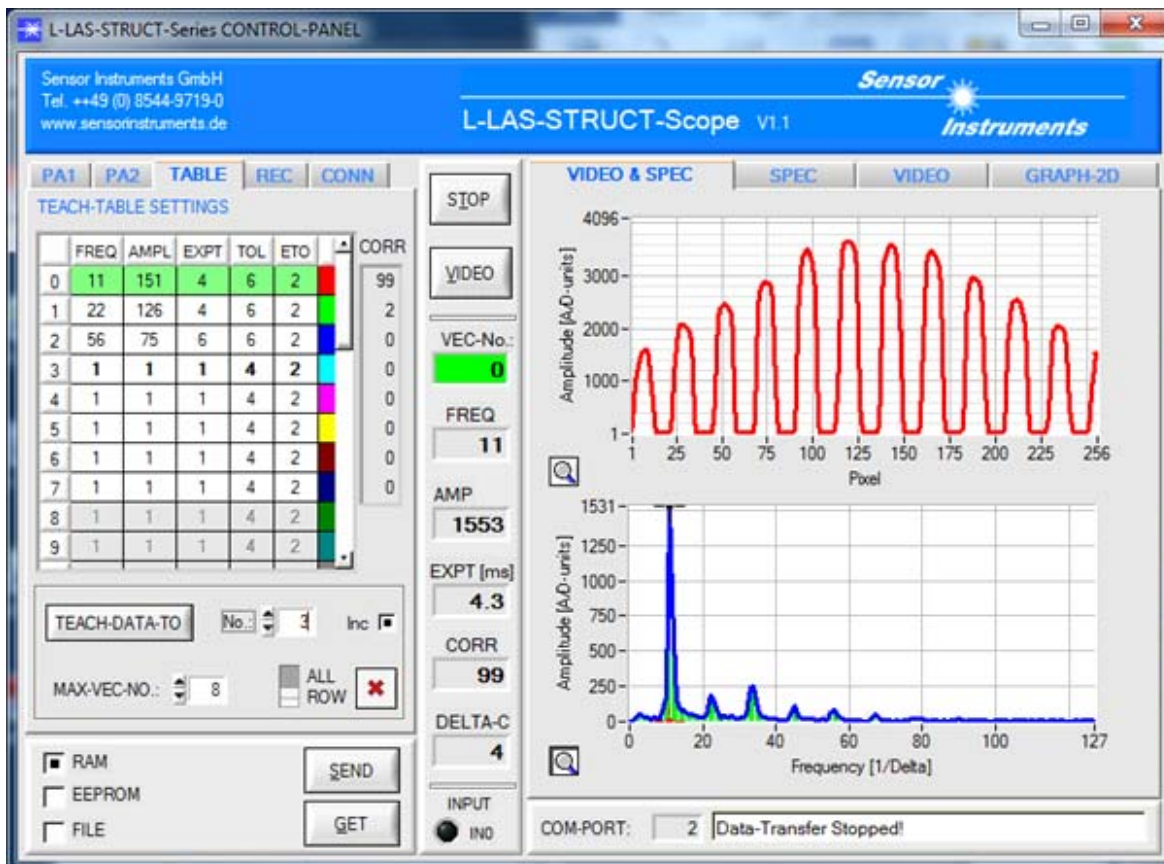 L-LAS-STRUCT-Series CONTROL-PANEL
Sensor Instruments GmbH
Tel. ++49 (0) 8544-9719-0
www.sensorinstruments.de
L-LAS-STRUCT-Scope V1.1
Sensor
Instruments
PA1 PA2 TABLE REC CONN
TEACH-TABLE SETTINGS
FREQ AMPL EXPT TOL ETO CORR
0 11 151 4 6 2 99
1 22 126 4 6 2 2
2 56 75 6 6 2 0
3 1 1 1 4 2 0
4 1 1 1 4 2 0
5 1 1 1 4 2 0
6 1 1 1 4 2 0
7 1 1 1 4 2 0
8 1 1 1 4 2
9 1 1 1 4 2
TEACH-DATA-TO No.: 3 Inc
MAX-VEC-NO.: 8 ALL
ROW
RAM
EEPROM
FILE
SEND
GET
STOP
VIDEO
VEC-No.:
0
FREQ
11
AMP
1553
EXPT [ms]
4.3
CORR
99
DELTA-C
4
INPUT
IN0
VIDEO & SPEC SPEC VIDEO GRAPH-2D
Amplitude [A/D-units]
4096
3000
2000
1000
1
1 25 50 75 100 125 150 175 200 225 256
Pixel
Amplitude [A/D-units]
1531
1250
1000
750
500
250
0
0 20 40 60 80 100 127
Frequency [1/Delta]
COM-PORT: 2 Data-Transfer Stopped!